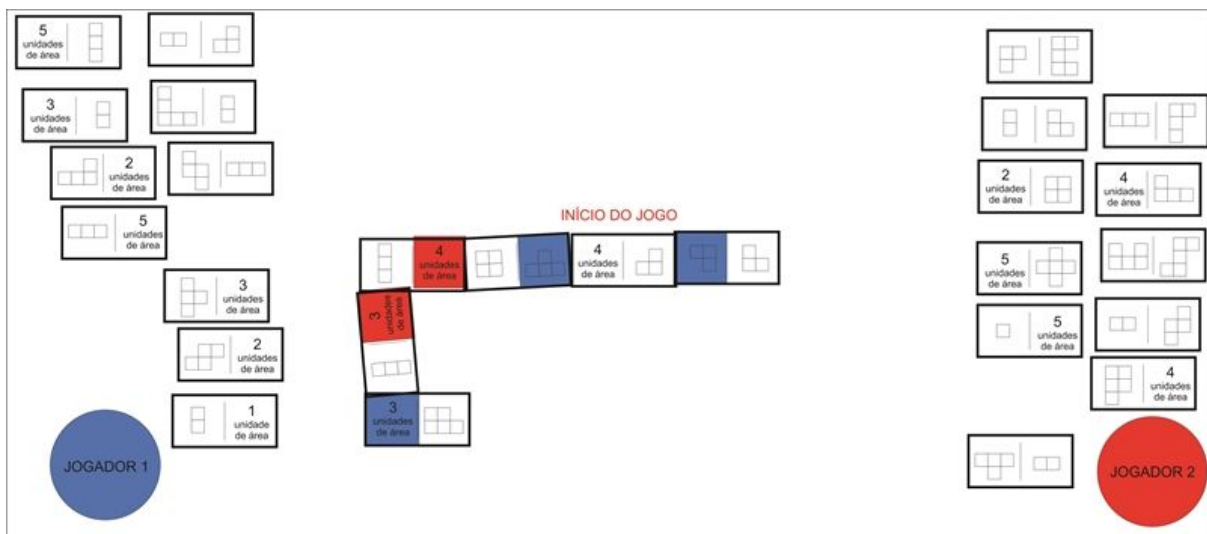 5
unidades
de área
3
unidades
de área
2
unidades
de área
5
unidades
de área
3
unidades
de área
2
unidades
de área
1
unidade
de área
JOGADOR 1
INÍCIO DO JOGO
4
unidades
de área
4
unidades
de área
3
unidades
de área
3
unidades
de área
2
unidades
de área
4
unidades
de área
5
unidades
de área
5
unidades
de área
4
unidades
de área
JOGADOR 2